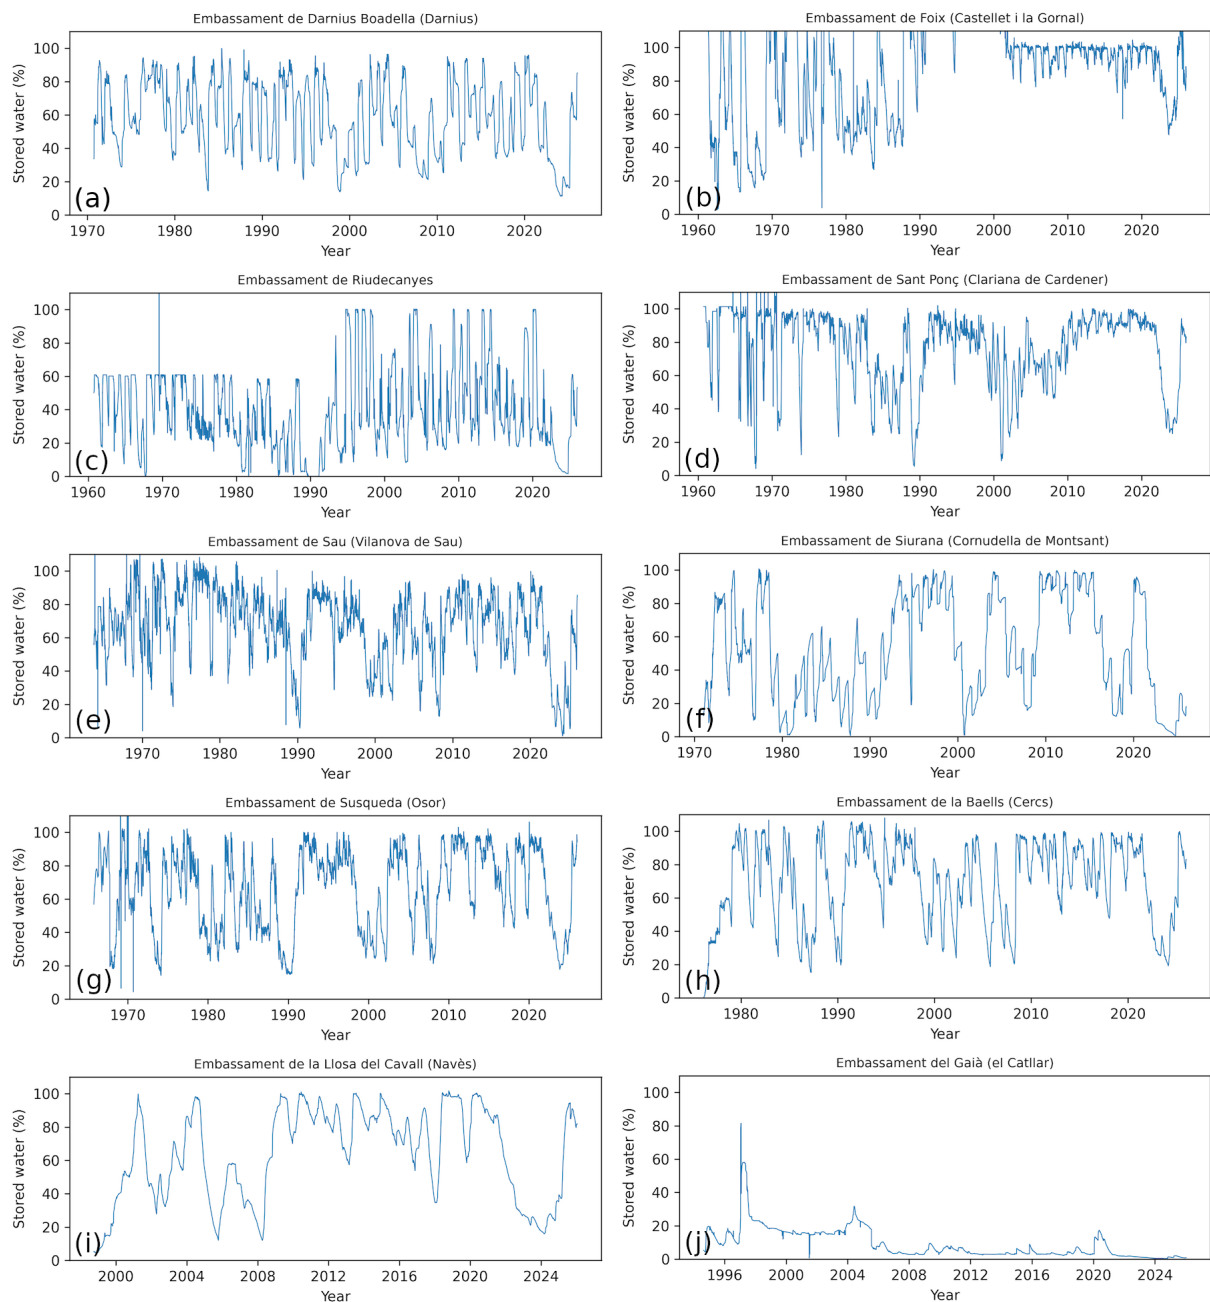 Embassament de Darnius Boadella (Darnius)
Stored water (%)
100
80
60
40
20
0
(a)
1970 1980 1990 2000 2010 2020
Year
Embassament de Foix (Castellet i la Gornal)
Stored water (%)
100
80
60
40
20
0
(b)
1960 1970 1980 1990 2000 2010 2020
Year
Embassament de Riudecanyes
Stored water (%)
100
80
60
40
20
0
(c)
1960 1970 1980 1990 2000 2010 2020
Year
Embassament de Sant Ponç (Clariana de Cardener)
Stored water (%)
100
80
60
40
20
0
(d)
1960 1970 1980 1990 2000 2010 2020
Year
Embassament de Sau (Vilanova de Sau)
Stored water (%)
100
80
60
40
20
0
(e)
1970 1980 1990 2000 2010 2020
Year
Embassament de Siurana (Cornudella de Montsant)
Stored water (%)
100
80
60
40
20
0
(f)
1970 1980 1990 2000 2010 2020
Year
Embassament de Susqueda (Osor)
Stored water (%)
100
80
60
40
20
0
(g)
1970 1980 1990 2000 2010 2020
Year
Embassament de la Baells (Cercs)
Stored water (%)
100
80
60
40
20
0
(h)
1980 1990 2000 2010 2020
Year
Embassament de la Llosa del Cavall (Navès)
Stored water (%)
100
80
60
40
20
0
(i)
2000 2004 2008 2012 2016 2020 2024
Year
Embassament del Gaià (el Catllar)
Stored water (%)
100
80
60
40
20
0
(j)
1996 2000 2004 2008 2012 2016 2020 2024
Year